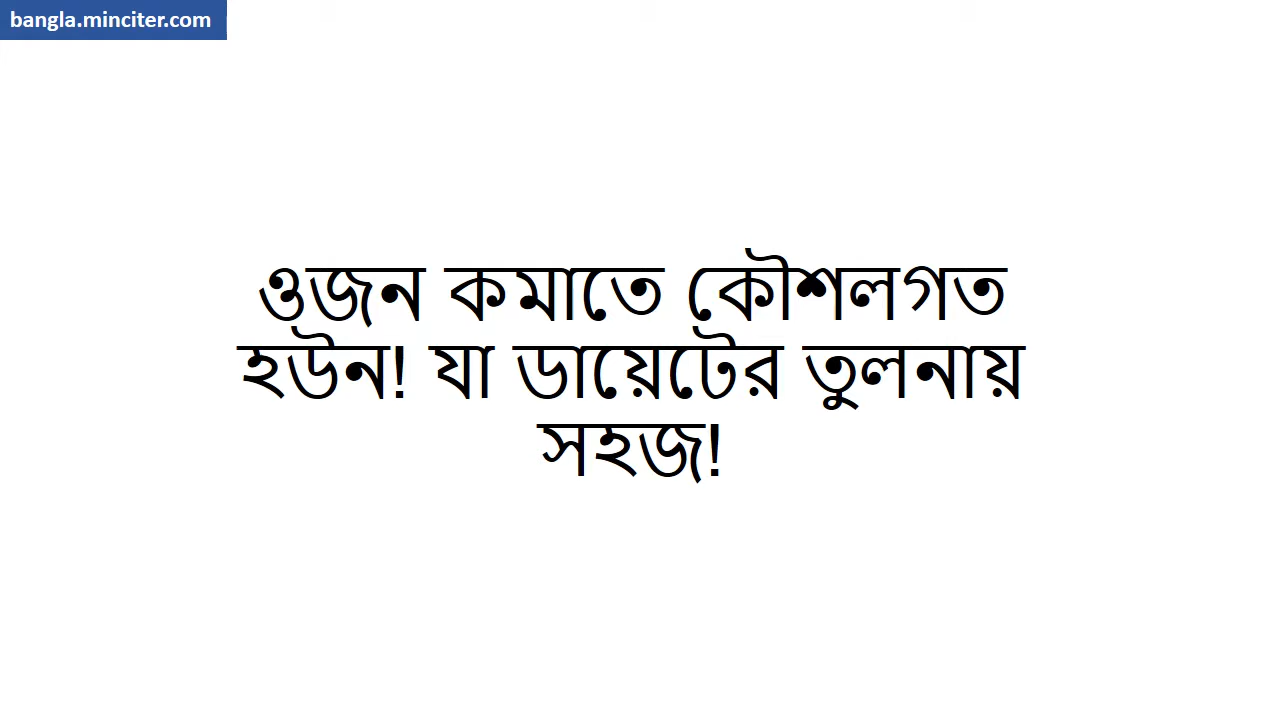 bangla.minciter.com
ওজন কমাতে কৌশলগত
হউন! যা ডায়েটের তুলনায়
সহজ!